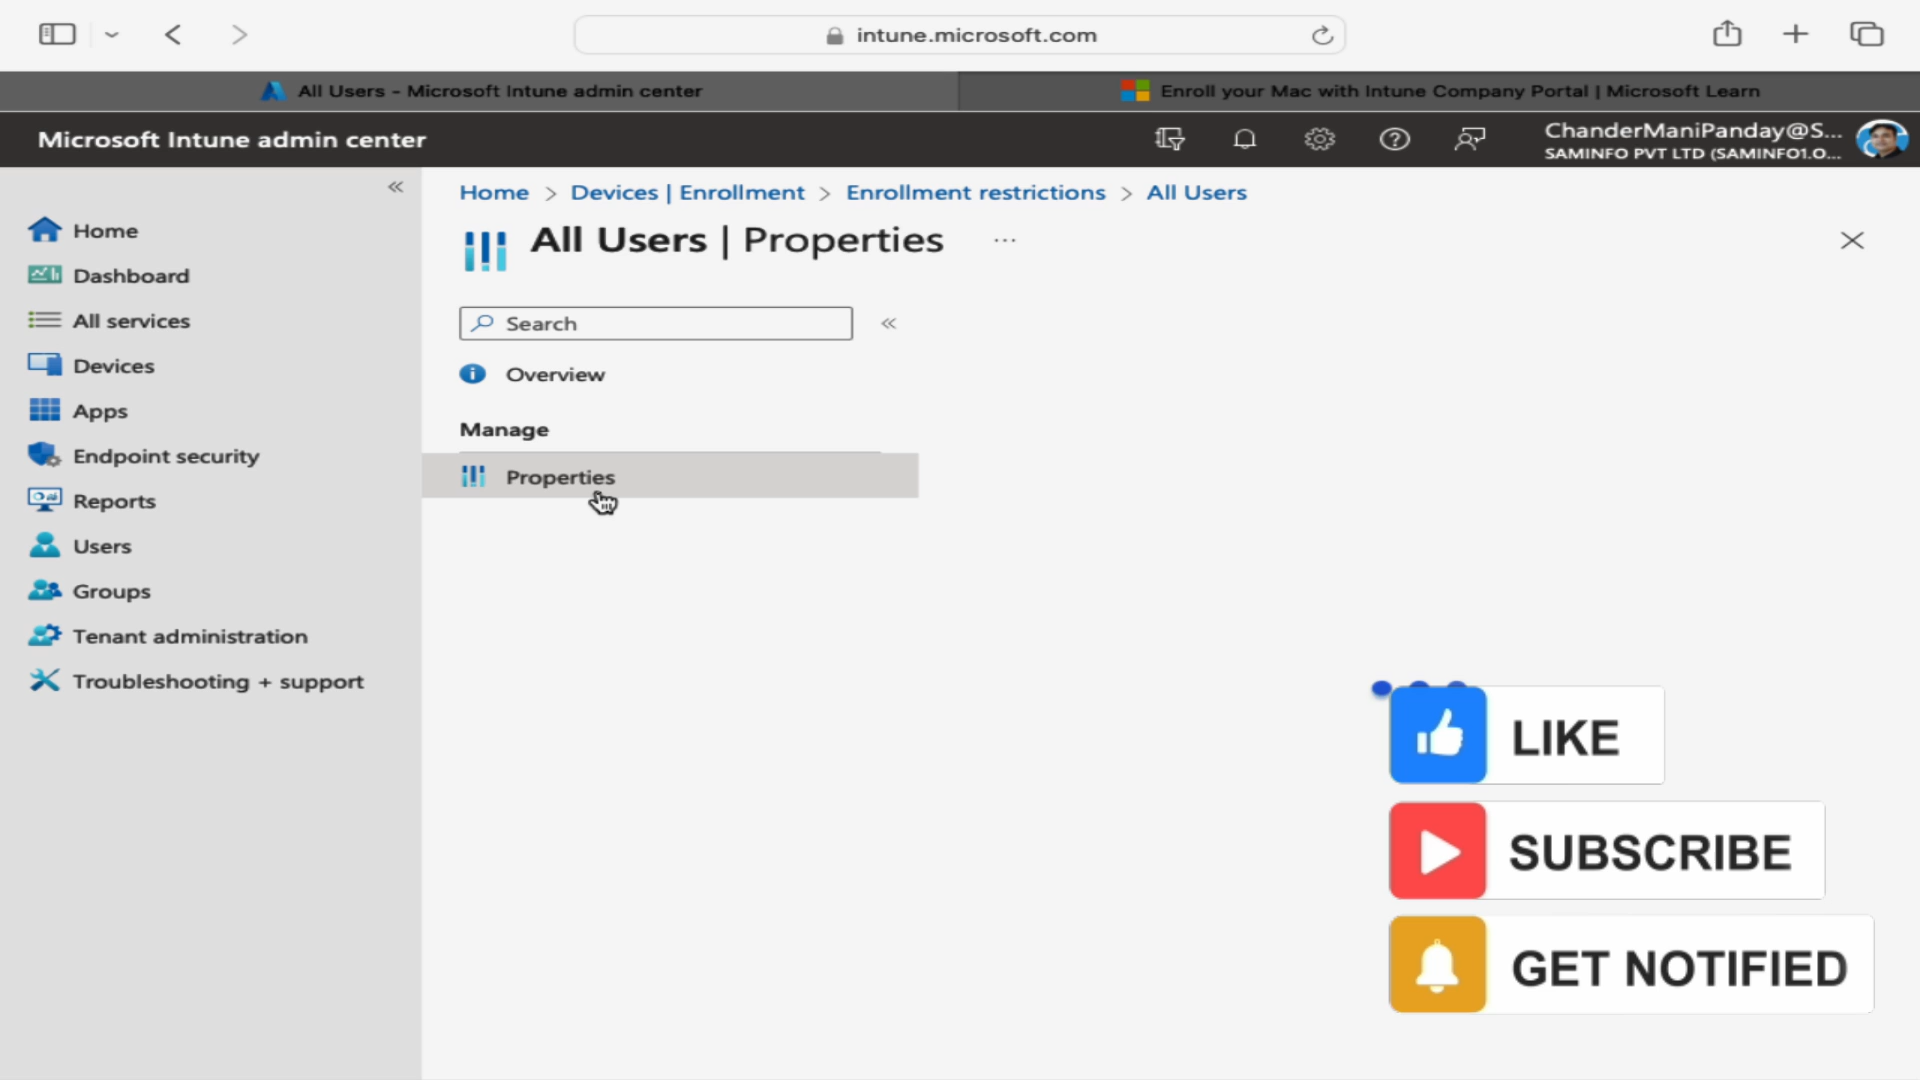 intune.microsoft.com
All Users - Microsoft Intune admin center
Enroll your Mac with Intune Company Portal | Microsoft Learn
Microsoft Intune admin center
ChanderManiPanday@S...
SAMINFO PVT LTD (SAMINFO1.O...
Home > Devices | Enrollment > Enrollment restrictions > All Users
All Users | Properties ...
Search
Overview
Manage
Properties
Home
Dashboard
All services
Devices
Apps
Endpoint security
Reports
Users
Groups
Tenant administration
Troubleshooting + support
LIKE
SUBSCRIBE
GET NOTIFIED